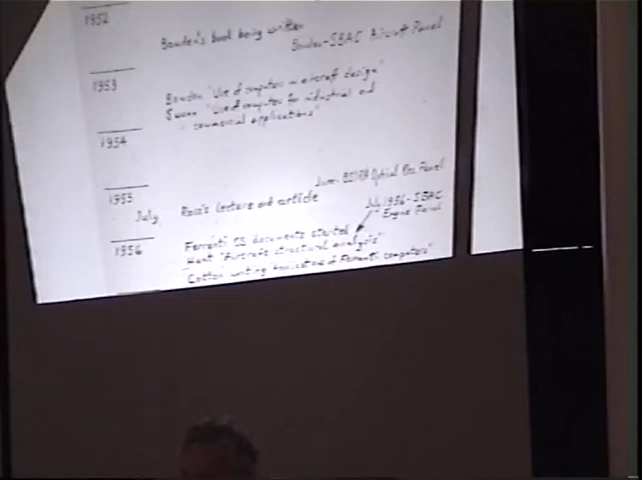 1952
Bowden's book being written
Bowden - SBAC Aircraft Panel
1953
Bowden "Use of computers in aircraft design"
Swann "Use of computers for industrial and
commercial applications"
1954
June - BSIRA Optical Res. Panel
1955
July Ross's lecture and article
July 1956 - SBAC
Engine Panel
1956
Ferranti CS documents started
Hunt "Aircraft structural analysis"
Cotton writing "Applications of Ferranti computers"